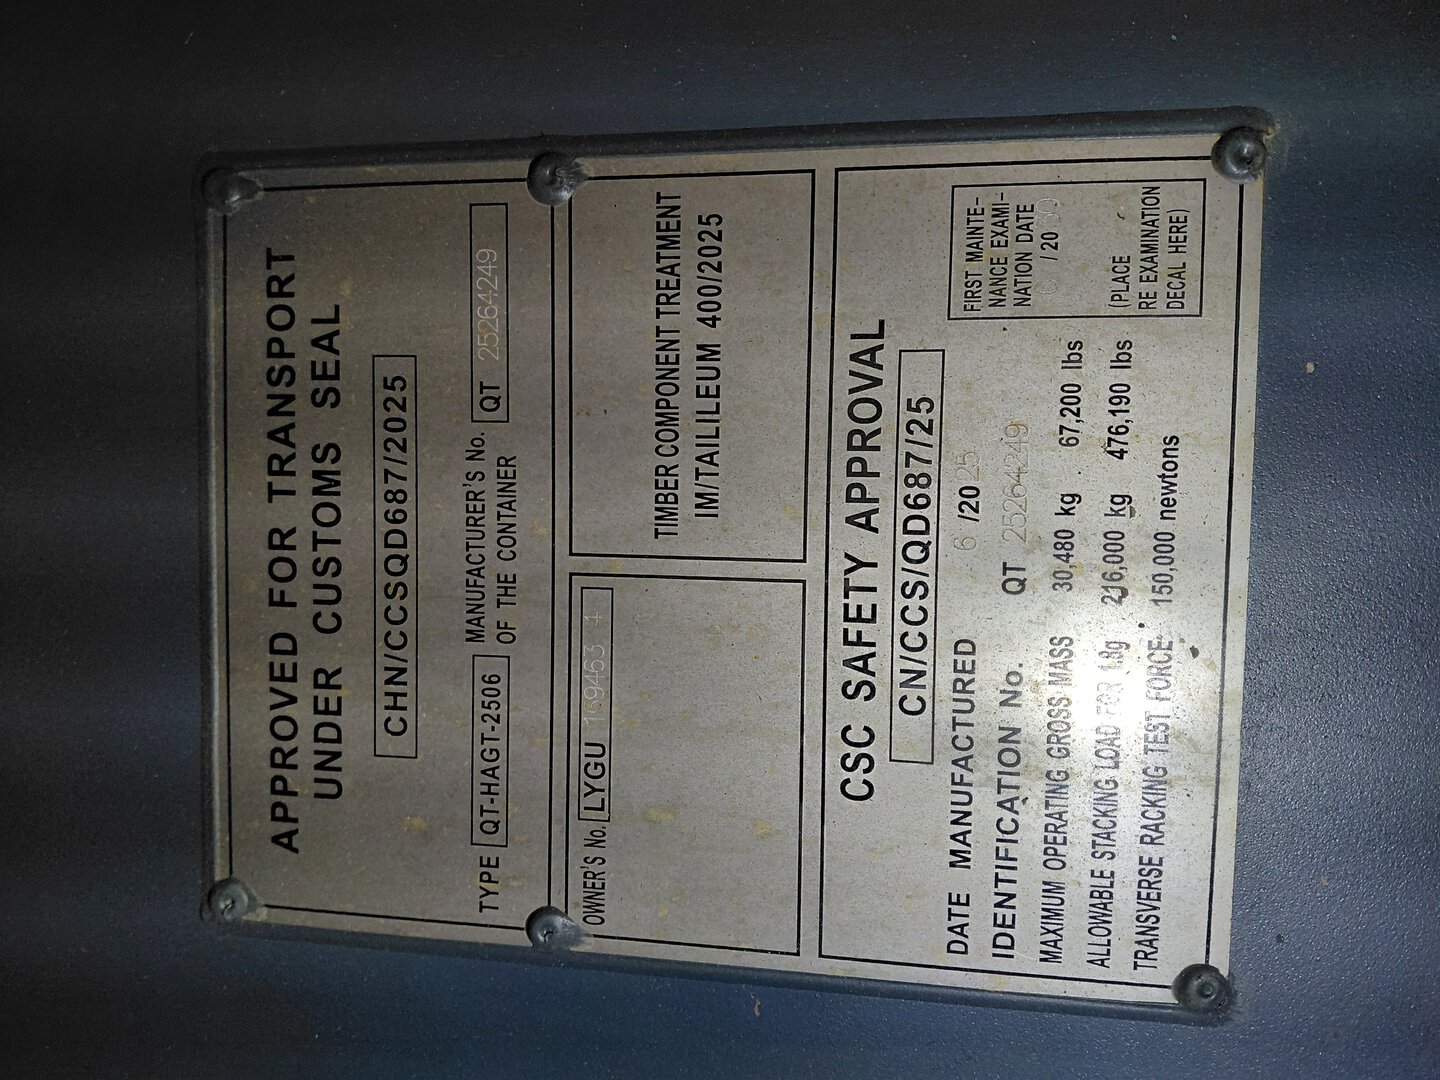 APPROVED FOR TRANSPORT
UNDER CUSTOMS SEAL
CHN/CCSQD687/2025
TYPE QT-HAGT-2506 MANUFACTURER'S No.
OF THE CONTAINER QT 25264249
OWNER'S No. LYGU
TIMBER COMPONENT TREATMENT
IM/TAILILEUM 400/2025
CSC SAFETY APPROVAL
CN/CCS/QD687/25
DATE MANUFACTURED 6 /20 25
IDENTIFICATION No. QT 25264249
MAXIMUM OPERATING GROSS MASS 30,480 kg 67,200 lbs
ALLOWABLE STACKING LOAD FOR 1.8g 216,000 kg 476,190 lbs
TRANSVERSE RACKING TEST FORCE 150,000 newtons
FIRST MAINTE-
NANCE EXAMI-
NATION DATE
6 /20 30
(PLACE
RE EXAMINATION
DECAL HERE)